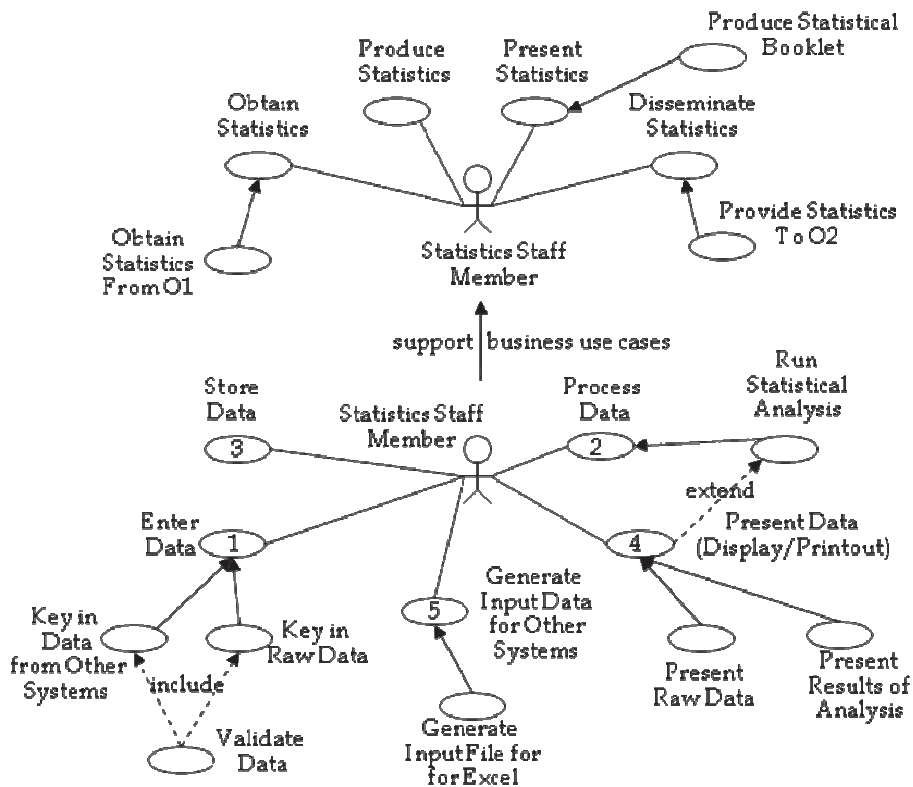 Produce Statistical
Booklet
Produce
Statistics
Present
Statistics
Obtain
Statistics
Disseminate
Statistics
Obtain
Statistics
From O1
Statistics Staff
Member
Provide Statistics
To O2
support business use cases
Store
Data
Statistics Staff
Member
Process
Data
Run
Statistical
Analysis
3
2
extend
Enter
Data
1
4
Present Data
(Display/Printout)
Generate
Input Data
for Other
Systems
5
Key in
Data
from Other
Systems
Key in
Raw Data
include
Present
Raw Data
Present
Results of
Analysis
Validate
Data
Generate
Input File for
for Excel